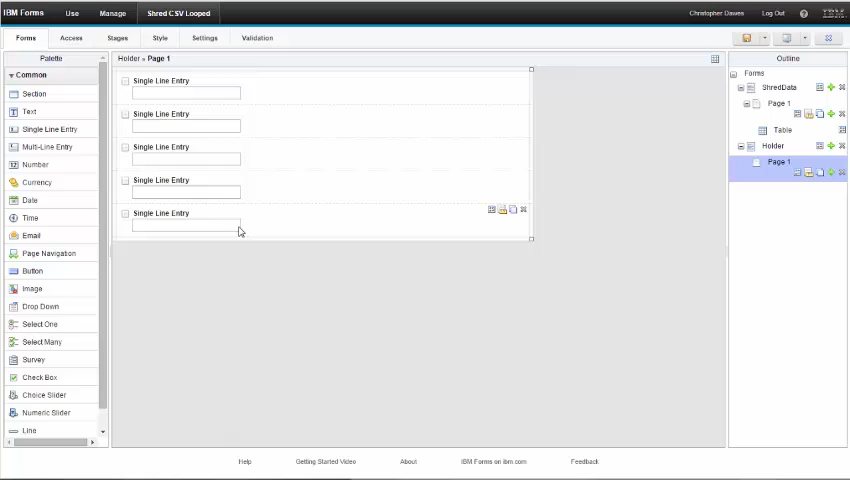 IBM Forms Use Manage Shred CSV Looped Christopher Dawes Log Out ? IBM
Forms Access Stages Style Settings Validation
Palette Holder » Page 1 Outline
Common
Section
Text
Single Line Entry
Multi-Line Entry
Number
Currency
Date
Time
Email
Page Navigation
Button
Image
Drop Down
Select One
Select Many
Survey
Check Box
Choice Slider
Numeric Slider
Line
Single Line Entry
Single Line Entry
Single Line Entry
Single Line Entry
Single Line Entry
Forms
ShredData
Page 1
Table
Holder
Page 1
Help Getting Started Video About IBM Forms on ibm.com Feedback